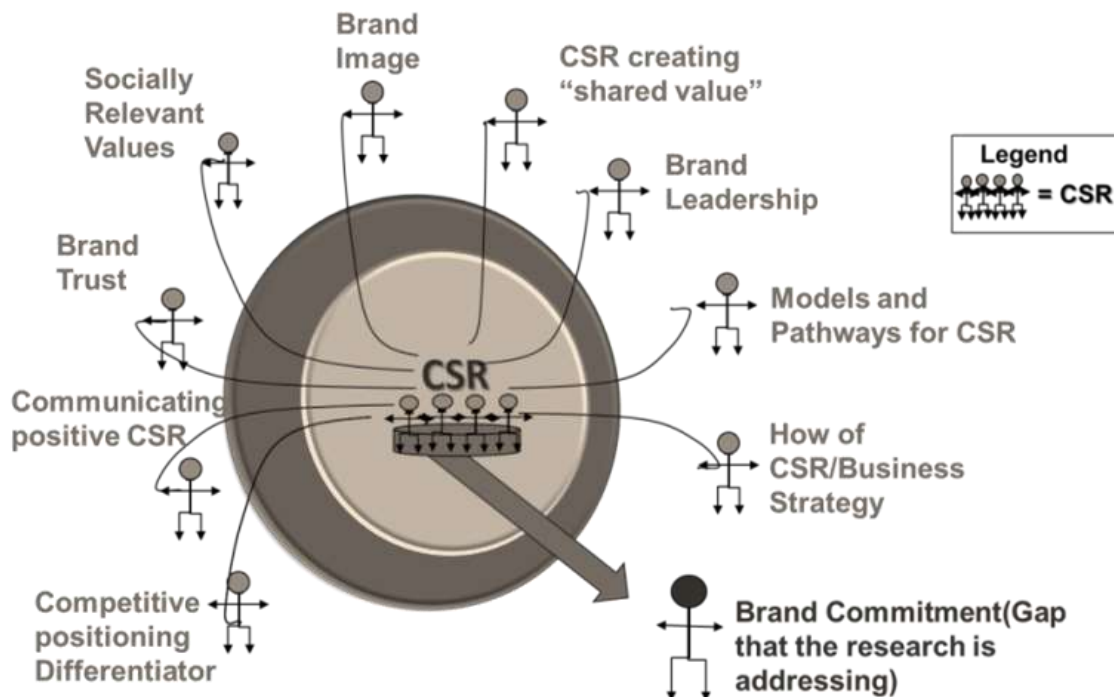 Brand
Image
CSR creating
“shared value”
Socially
Relevant
Values
Brand
Leadership
Legend
= CSR
Brand
Trust
Models and
Pathways for CSR
CSR
Communicating
positive CSR
How of
CSR/Business
Strategy
Competitive
positioning
Differentiator
Brand Commitment(Gap
that the research is
addressing)